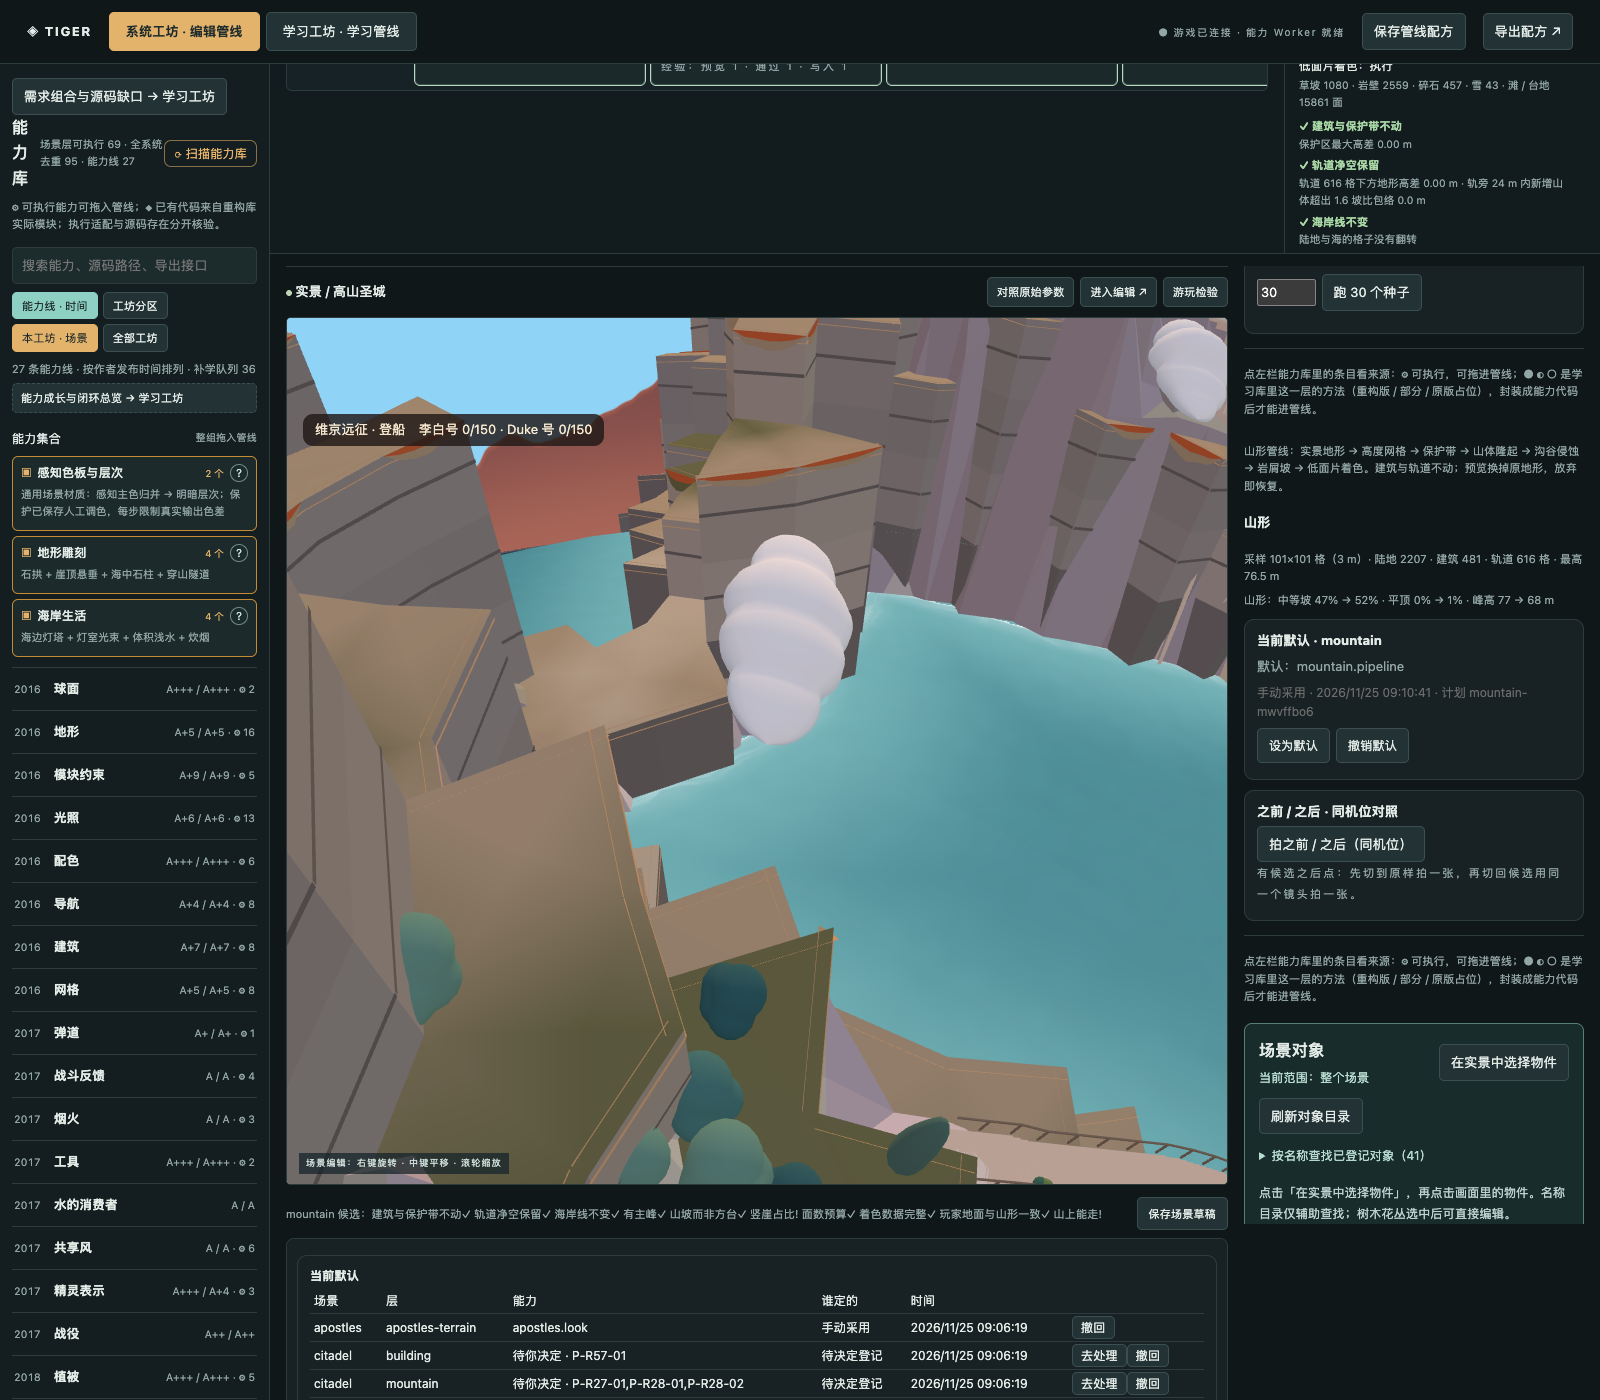 ◈ TIGER
系统工坊 · 编辑管线
学习工坊 · 学习管线
游戏已连接 · 能力 Worker 就绪
保存管线配方
导出配方 ↗
需求组合与源码缺口 → 学习工坊
能力库
场景层可执行 69 · 全系统去重 95 · 能力线 27
⟳ 扫描能力库
⚙ 可执行能力可拖入管线；◆ 已有代码来自重构库
实际模块；执行适配与源码存在分开核验。
搜索能力、源码路径、导出接口
能力线 · 时间
工坊分区
本工坊 · 场景
全部工坊
27 条能力线 · 按作者发布时间排列 · 补学队列 36
能力成长与闭环总览 → 学习工坊
能力集合
整组拖入管线
▣ 感知色板与层次 2 个 ?
通用场景材质：感知主色归并 → 明暗层次；保
护已保存人工调色，每步限制真实输出色差
▣ 地形雕刻 4 个 ?
石拱 + 崖顶悬垂 + 海中石柱 + 穿山隧道
▣ 海岸生活 4 个 ?
海边灯塔 + 灯室光束 + 体积浅水 + 炊烟
2016 球面 A+++ / A+++ · ⚙ 2
2016 地形 A+5 / A+5 · ⚙ 16
2016 模块约束 A+9 / A+9 · ⚙ 5
2016 光照 A+6 / A+6 · ⚙ 13
2016 配色 A+++ / A+++ · ⚙ 6
2016 导航 A+4 / A+4 · ⚙ 8
2016 建筑 A+7 / A+7 · ⚙ 8
2016 网格 A+5 / A+5 · ⚙ 8
2017 弹道 A+ / A+ · ⚙ 1
2017 战斗反馈 A / A · ⚙ 4
2017 烟火 A / A · ⚙ 3
2017 工具 A+++ / A+++ · ⚙ 2
2017 水的消费者 A / A
2017 共享风 A / A · ⚙ 6
2017 精灵表示 A+++ / A+4 · ⚙ 3
2017 战役 A++ / A++
2018 植被 A+++ / A+++ · ⚙ 5
经验：预览 1 · 通过 1 · 写入 1
低面片着色：执行
草坡 1080 · 岩壁 2559 · 碎石 457 · 雪 43 · 滩 / 台地
15861 面
✓ 建筑与保护带不动
保护区最大高差 0.00 m
✓ 轨道净空保留
轨道 616 格下方地形高差 0.00 m · 轨旁 24 m 内新增山
体超出 1.6 坡比包络 0.0 m
✓ 海岸线不变
陆地与海的格子没有翻转
实景 / 高山圣城
对照原始参数
进入编辑 ↗
游玩检验
维京远征 · 登船 李白号 0/150 · Duke 号 0/150
场景编辑：右键旋转 · 中键平移 · 滚轮缩放
mountain 候选：建筑与保护带不动✓ 轨道净空保留✓ 海岸线不变✓ 有主峰✓ 山坡而非方台✓ 竖崖占比! 面数预算✓ 着色数据完整✓ 玩家地面与山形一致✓ 山上能走!
保存场景草稿
当前默认
场景 层 能力 谁定的 时间
apostles apostles-terrain apostles.look 手动采用 2026/11/25 09:06:19 撤回
citadel building 待你决定 · P-R57-01 待决定登记 2026/11/25 09:06:19 去处理 撤回
citadel mountain 待你决定 · P-R27-01,P-R28-01,P-R28-02 待决定登记 2026/11/25 09:06:19 去处理 撤回
30
跑 30 个种子
点左栏能力库里的条目看来源：⚙ 可执行，可拖进管线；● ◐ ○ 是学
习库里这一层的方法（重构版 / 部分 / 原版占位），封装成能力代码
后才能进管线。
山形管线：实景地形 → 高度网格 → 保护带 → 山体隆起 → 沟谷侵蚀
→ 岩屑坡 → 低面片着色。建筑与轨道不动；预览换掉原地形，放弃
即恢复。
山形
采样 101×101 格（3 m）· 陆地 2207 · 建筑 481 · 轨道 616 格 · 最高
76.5 m
山形：中等坡 47% → 52% · 平顶 0% → 1% · 峰高 77 → 68 m
当前默认 · mountain
默认：mountain.pipeline
手动采用 · 2026/11/25 09:10:41 · 计划 mountain-
mwvffbo6
设为默认
撤销默认
之前 / 之后 · 同机位对照
拍之前 / 之后（同机位）
有候选之后点：先切到原样拍一张，再切回候选用同
一个镜头拍一张。
点左栏能力库里的条目看来源：⚙ 可执行，可拖进管线；● ◐ ○ 是学
习库里这一层的方法（重构版 / 部分 / 原版占位），封装成能力代码
后才能进管线。
场景对象
当前范围：整个场景
在实景中选择物件
刷新对象目录
▶ 按名称查找已登记对象（41）
点击「在实景中选择物件」，再点击画面里的物件。名称
目录仅辅助查找；树木花丛选中后可直接编辑。